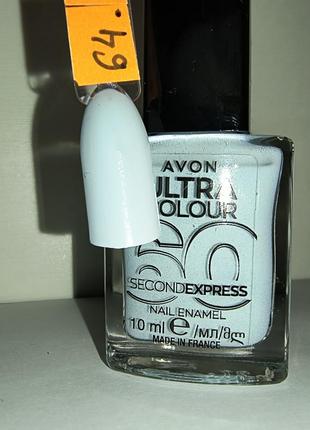 64.
AVON
ULTRA
COLOUR
60
SECOND EXPRESS
NAIL ENAMEL
10 ml e /мл/მლ
MADE IN FRANCE